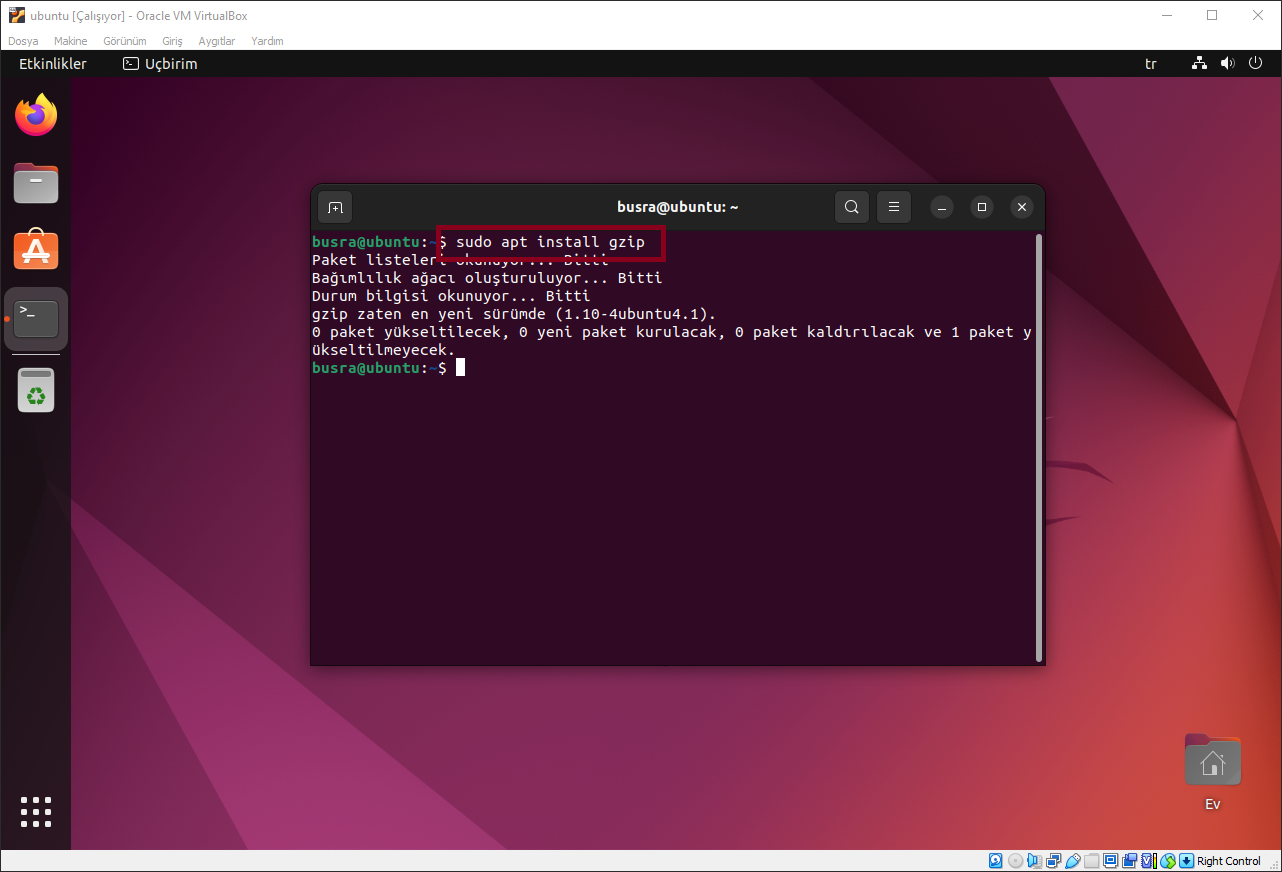 ubuntu [Çalışıyor] - Oracle VM VirtualBox
Dosya Makine Görünüm Giriş Aygıtlar Yardım
Etkinlikler Uçbirim tr
busra@ubuntu: ~
busra@ubuntu:~$ sudo apt install gzip
Paket listeleri okunuyor... Bitti
Bağımlılık ağacı oluşturuluyor... Bitti
Durum bilgisi okunuyor... Bitti
gzip zaten en yeni sürümde (1.10-4ubuntu4.1).
0 paket yükseltilecek, 0 yeni paket kurulacak, 0 paket kaldırılacak ve 1 paket y
ükseltilmeyecek.
busra@ubuntu:~$
Ev
Right Control